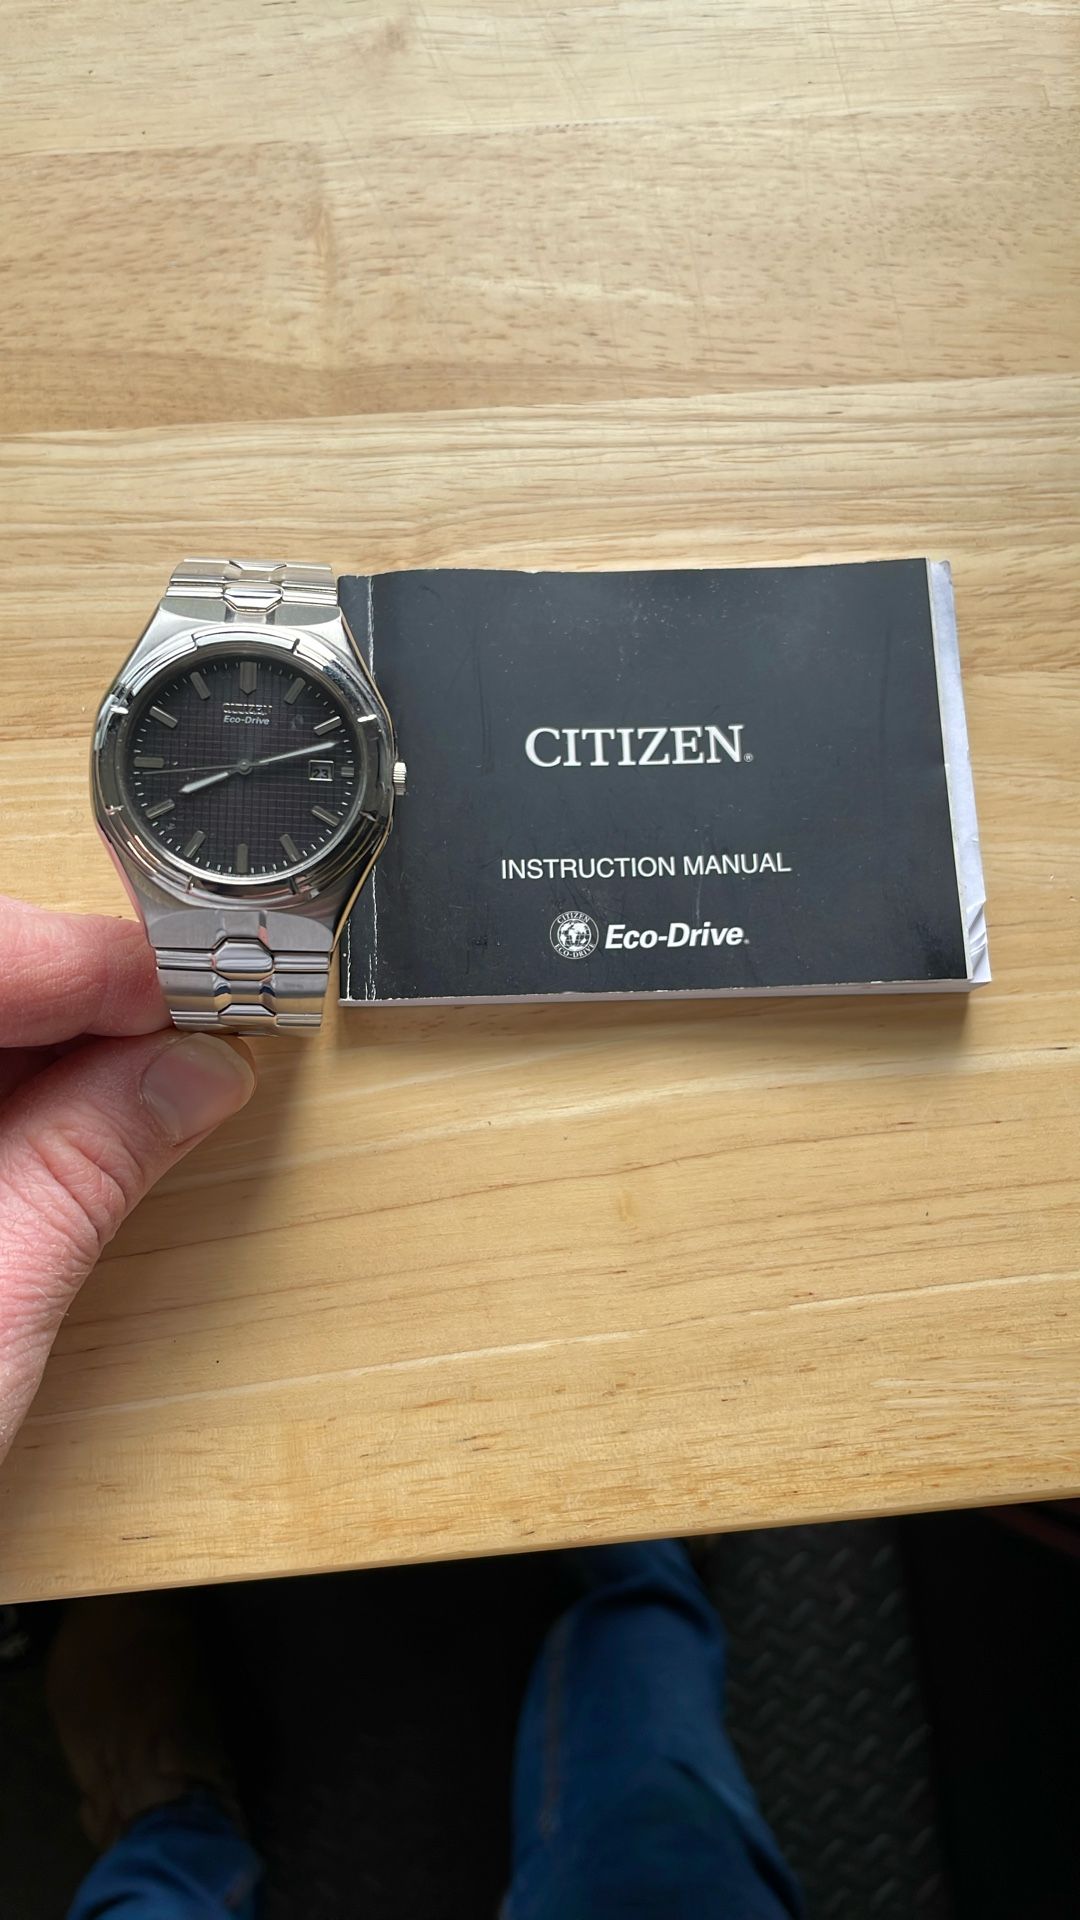 CITIZEN
Eco-Drive
23
CITIZEN®
INSTRUCTION MANUAL
CITIZEN
ECO-DRIVE
Eco-Drive®